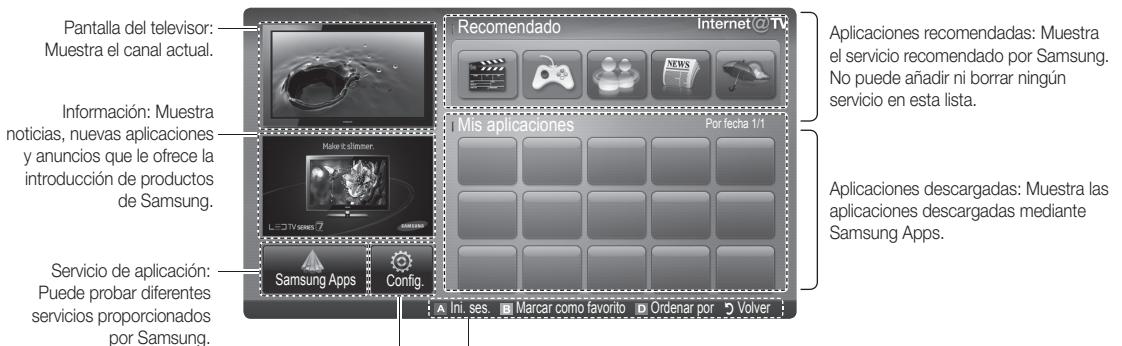 Pantalla del televisor:
Muestra el canal actual.
Información: Muestra
noticias, nuevas aplicaciones
y anuncios que le ofrece la
introducción de productos
de Samsung.
Servicio de aplicación:
Puede probar diferentes
servicios proporcionados
por Samsung.
Make it slimmer.
LED TV SERIES 7
SAMSUNG
Samsung Apps
Config.
Recomendado
Internet@TV
NEWS
Mis aplicaciones
Por fecha 1/1
A Ini. ses. B Marcar como favorito D Ordenar por Volver
Aplicaciones recomendadas: Muestra
el servicio recomendado por Samsung.
No puede añadir ni borrar ningún
servicio en esta lista.
Aplicaciones descargadas: Muestra las
aplicaciones descargadas mediante
Samsung Apps.